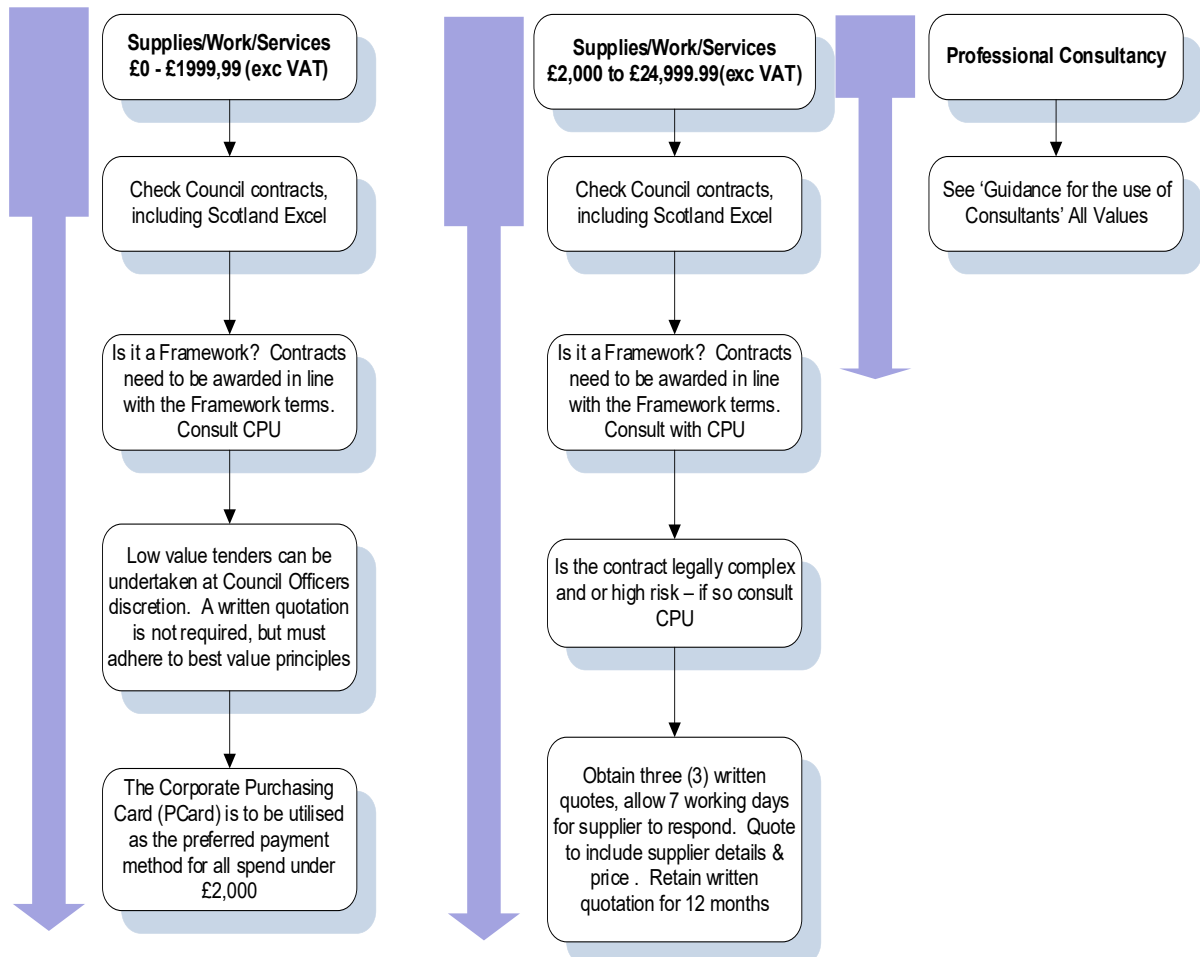 Supplies/Work/Services
£0 - £1999,99 (exc VAT)
Check Council contracts,
including Scotland Excel
Is it a Framework?  Contracts
need to be awarded in line
with the Framework terms.
Consult CPU
Low value tenders can be
undertaken at Council Officers
discretion.  A written quotation
is not required, but must
adhere to best value principles
The Corporate Purchasing
Card (PCard) is to be utilised
as the preferred payment
method for all spend under
£2,000
Supplies/Work/Services
£2,000 to £24,999.99(exc VAT)
Check Council contracts,
including Scotland Excel
Is it a Framework?  Contracts
need to be awarded in line
with the Framework terms.
Consult with CPU
Is the contract legally complex
and or high risk – if so consult
CPU
Obtain three (3) written
quotes, allow 7 working days
for supplier to respond.  Quote
to include supplier details &
price .  Retain written
quotation for 12 months
Professional Consultancy
See ‘Guidance for the use of
Consultants’ All Values